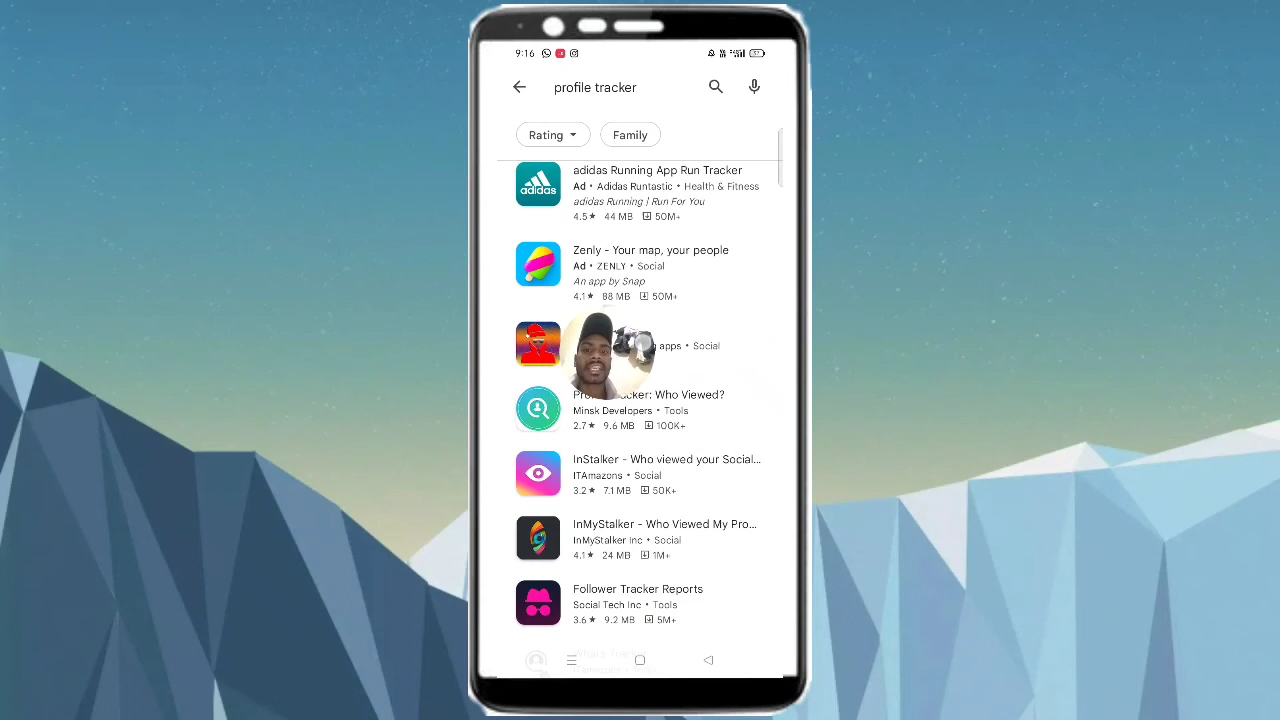 9:16
profile tracker
Rating
Family
adidas
adidas Running App Run Tracker
Ad • Adidas Runtastic • Health & Fitness
adidas Running | Run For You
4.5★ 44 MB 50M+
Zenly - Your map, your people
Ad • ZENLY • Social
An app by Snap
4.1★ 88 MB 50M+
apps • Social
Who Viewed?
Minsk Developers • Tools
2.7★ 9.6 MB 100K+
InStalker - Who viewed your Social...
ITAmazons • Social
3.2★ 7.1 MB 50K+
InMyStalker - Who Viewed My Pro...
InMyStalker Inc • Social
4.1★ 24 MB 1M+
Follower Tracker Reports
Social Tech Inc • Tools
3.6★ 9.2 MB 5M+